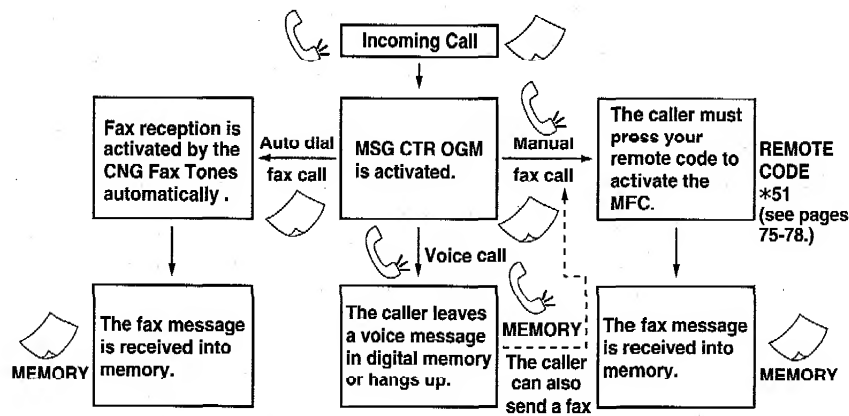 Incoming Call
Fax reception is
activated by the
CNG Fax Tones
automatically .
Auto dial
fax call
MSG CTR OGM
is activated.
Manual
fax call
The caller must
press your
remote code to
activate the
MFC.
REMOTE
CODE
*51
(see pages
75-78.)
Voice call
The fax message
is received into
memory.
MEMORY
The caller leaves
a voice message
in digital memory
or hangs up.
MEMORY
The caller
can also
send a fax
The fax message
is received into
memory.
MEMORY